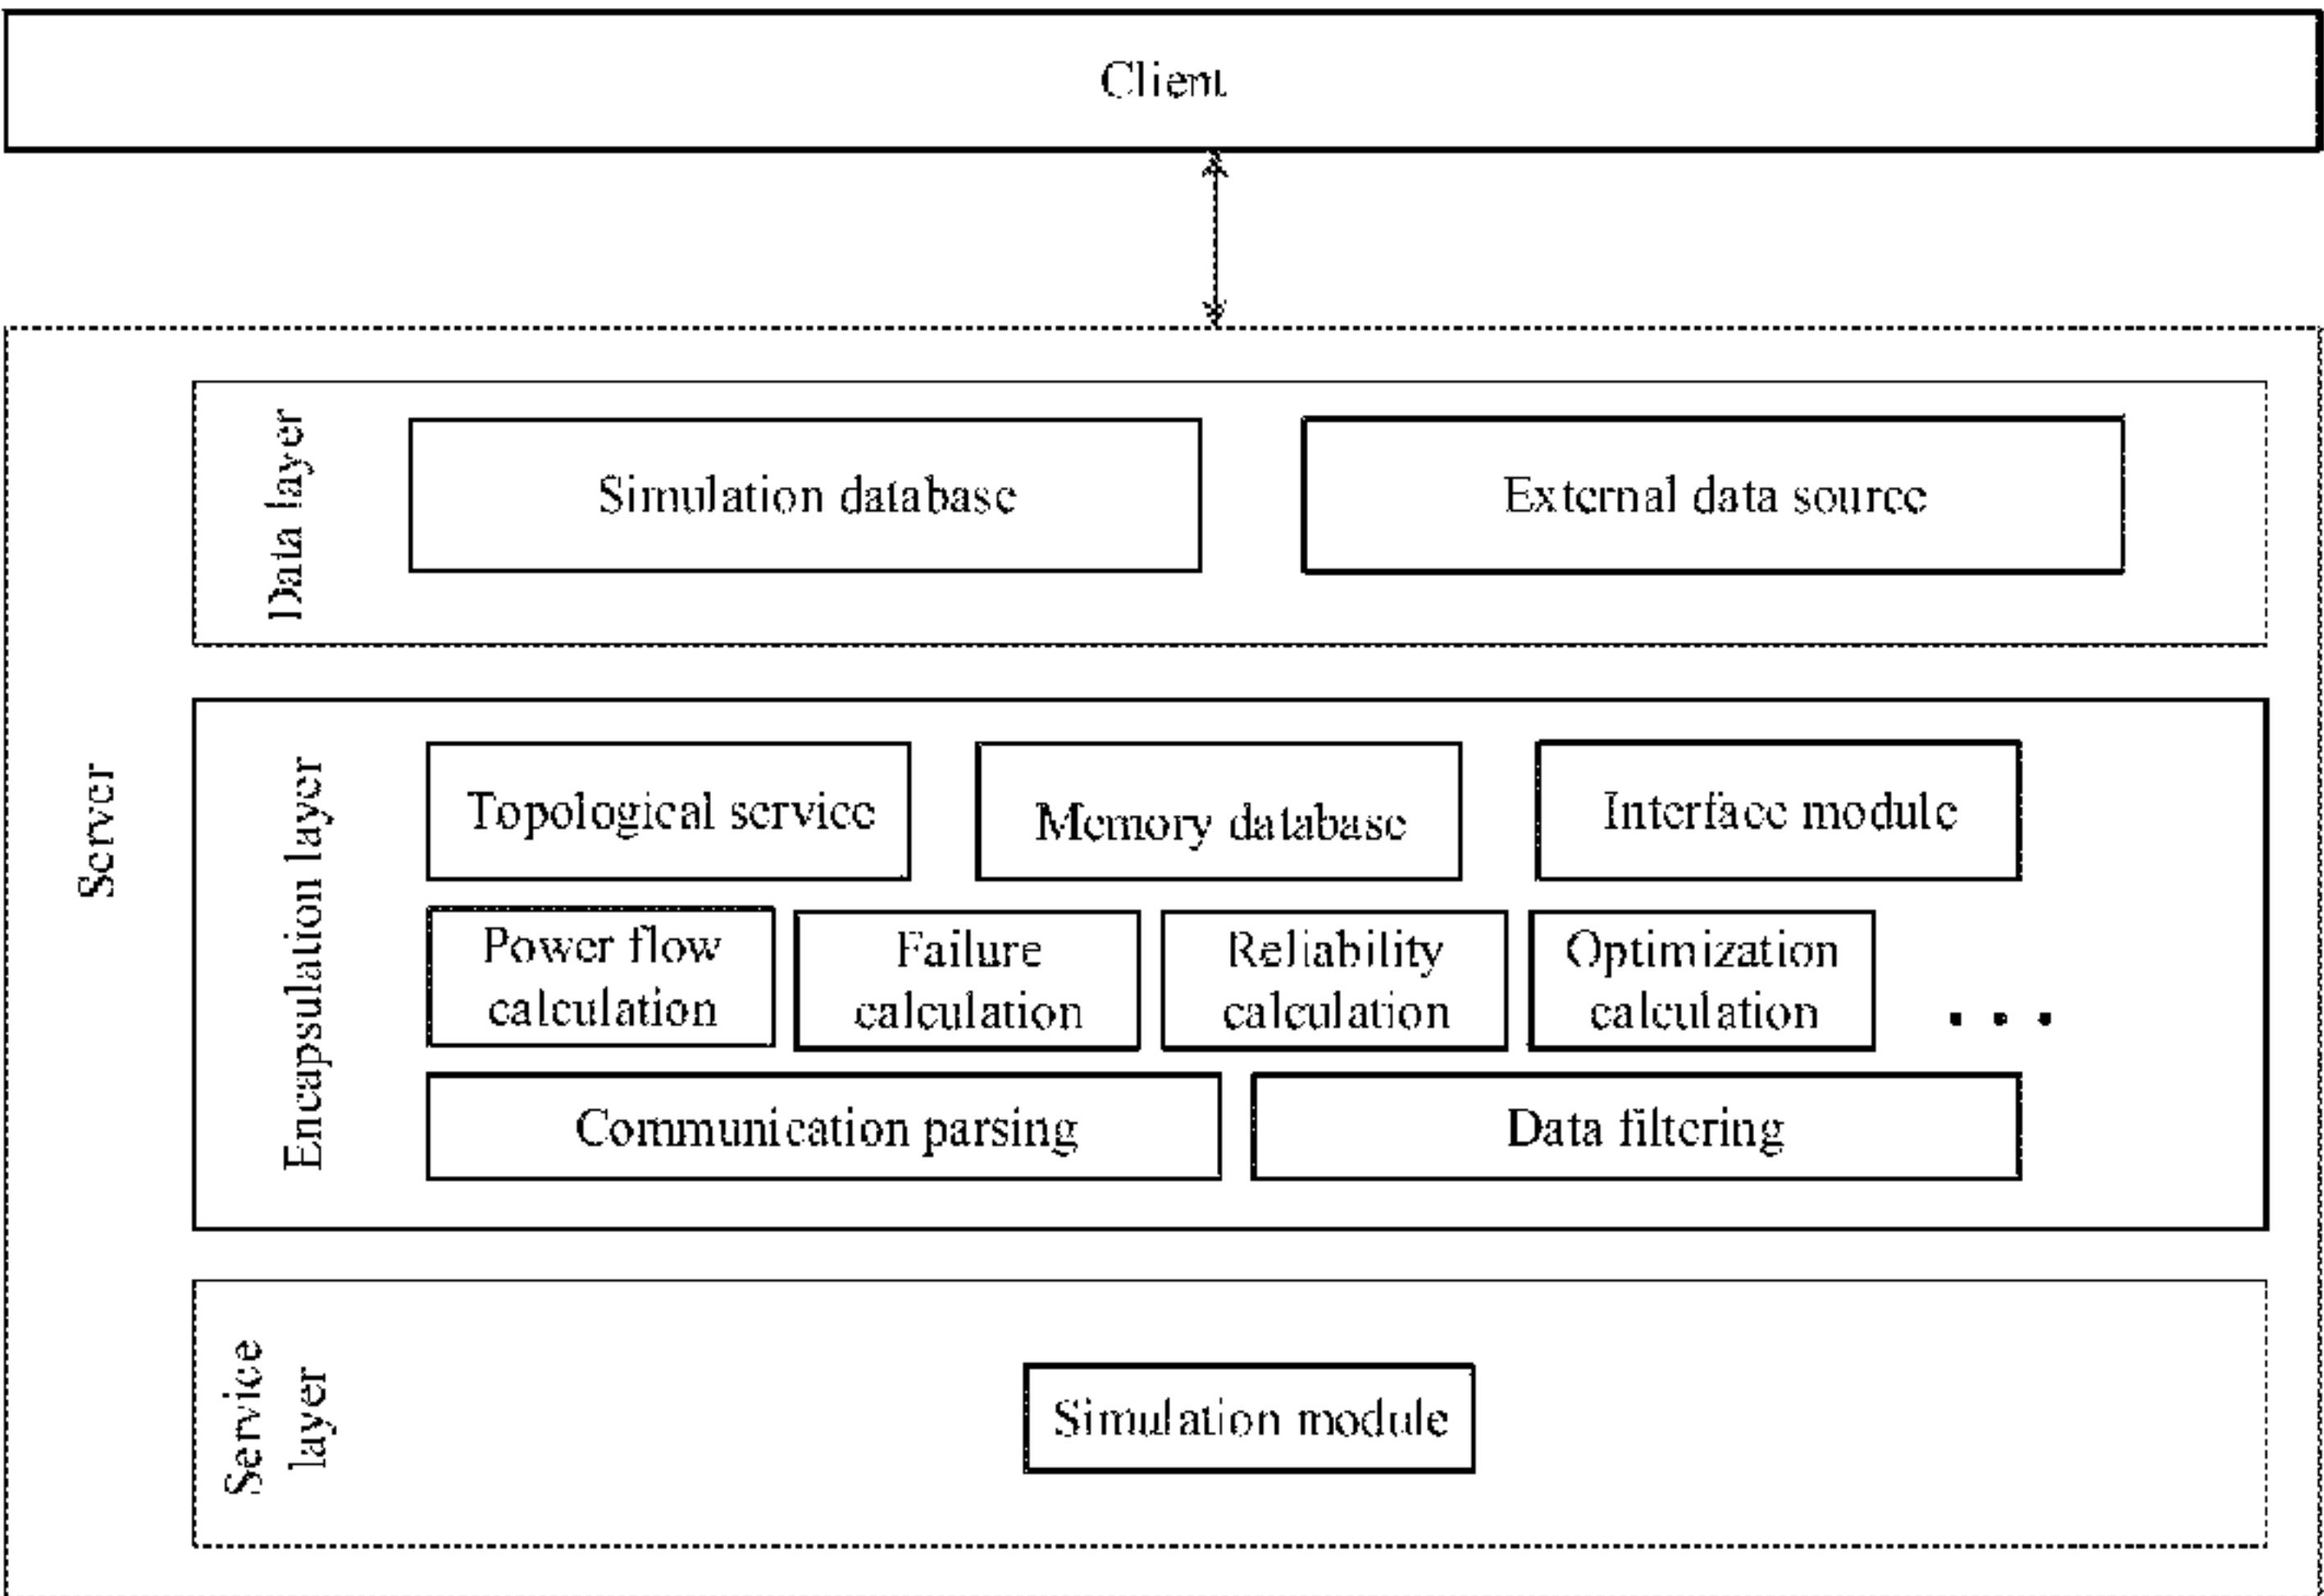 Client
Server
Data layer
Simulation database
External data source
Encapsulation layer
Topological service
Memory database
Interface module
Power flow
calculation
Failure
calculation
Reliability
calculation
Optimization
calculation
...
Communication parsing
Data filtering
Service
layer
Simulation module